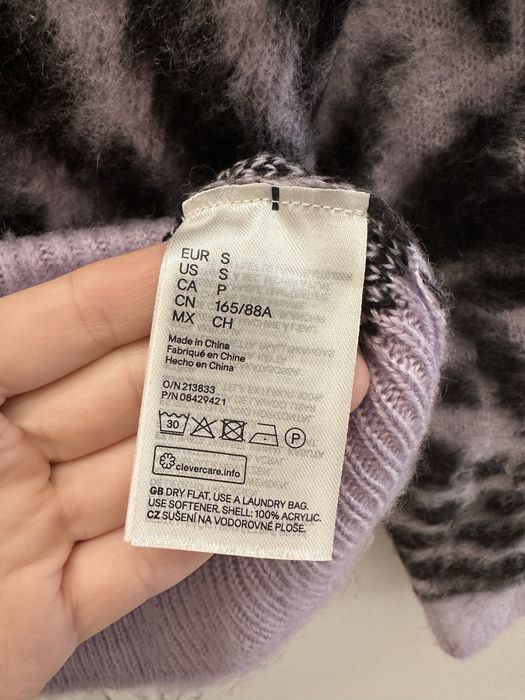 EUR S
US S
CA P
CN 165/88A
MX CH
Made in China
Fabriqué en Chine
Hecho en China
O/N 213833
P/N 08429421
30
P
clevercare.info
GB DRY FLAT. USE A LAUNDRY BAG.
USE SOFTENER. SHELL: 100% ACRYLIC.
CZ SUŠENÍ NA VODOROVNÉ PLOŠE.